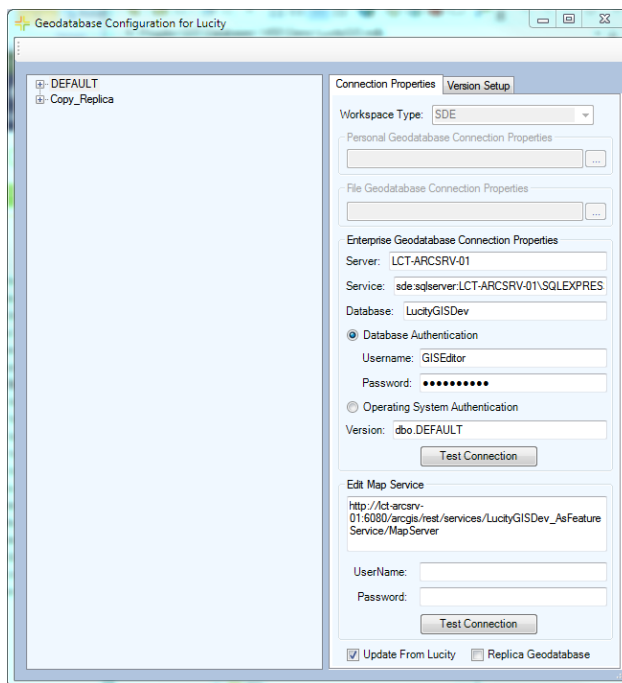 Geodatabase Configuration for Lucity
DEFAULT
Copy_Replica
Connection Properties
Version Setup
Workspace Type: SDE
Personal Geodatabase Connection Properties
...
File Geodatabase Connection Properties
...
Enterprise Geodatabase Connection Properties
Server: LCT-ARCSRV-01
Service: sde:sqlserver:LCT-ARCSRV-01\SQLEXPRES
Database: LucityGISDev
Database Authentication
Username: GISEditor
Password: ●●●●●●●●●●
Operating System Authentication
Version: dbo.DEFAULT
Test Connection
Edit Map Service
http://lct-arcsrv-
01:6080/arcgis/rest/services/LucityGISDev_AsFeature
Service/MapServer
UserName:
Password:
Test Connection
Update From Lucity
Replica Geodatabase